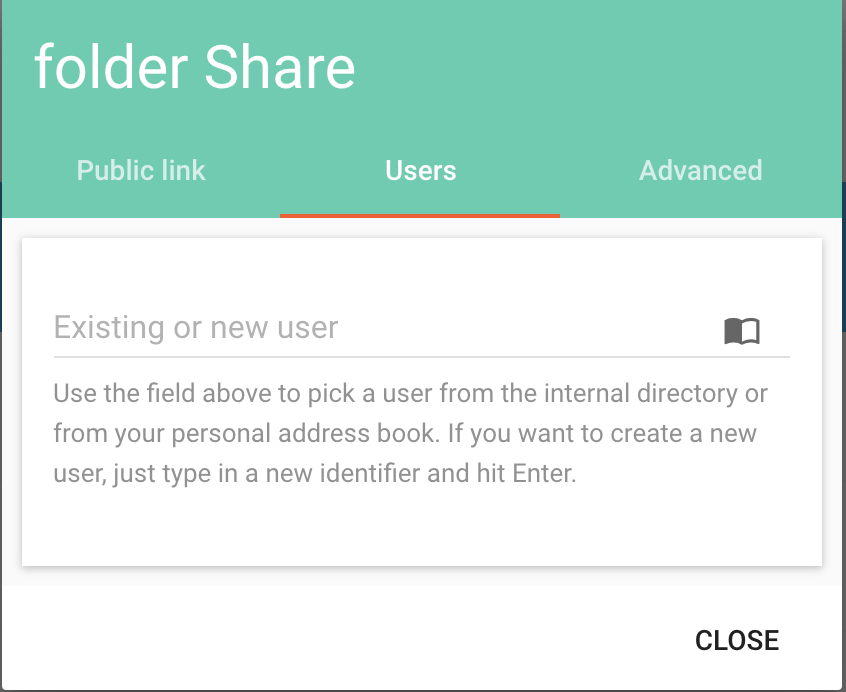 folder Share
Public link
Users
Advanced
Existing or new user
Use the field above to pick a user from the internal directory or
from your personal address book. If you want to create a new
user, just type in a new identifier and hit Enter.
CLOSE